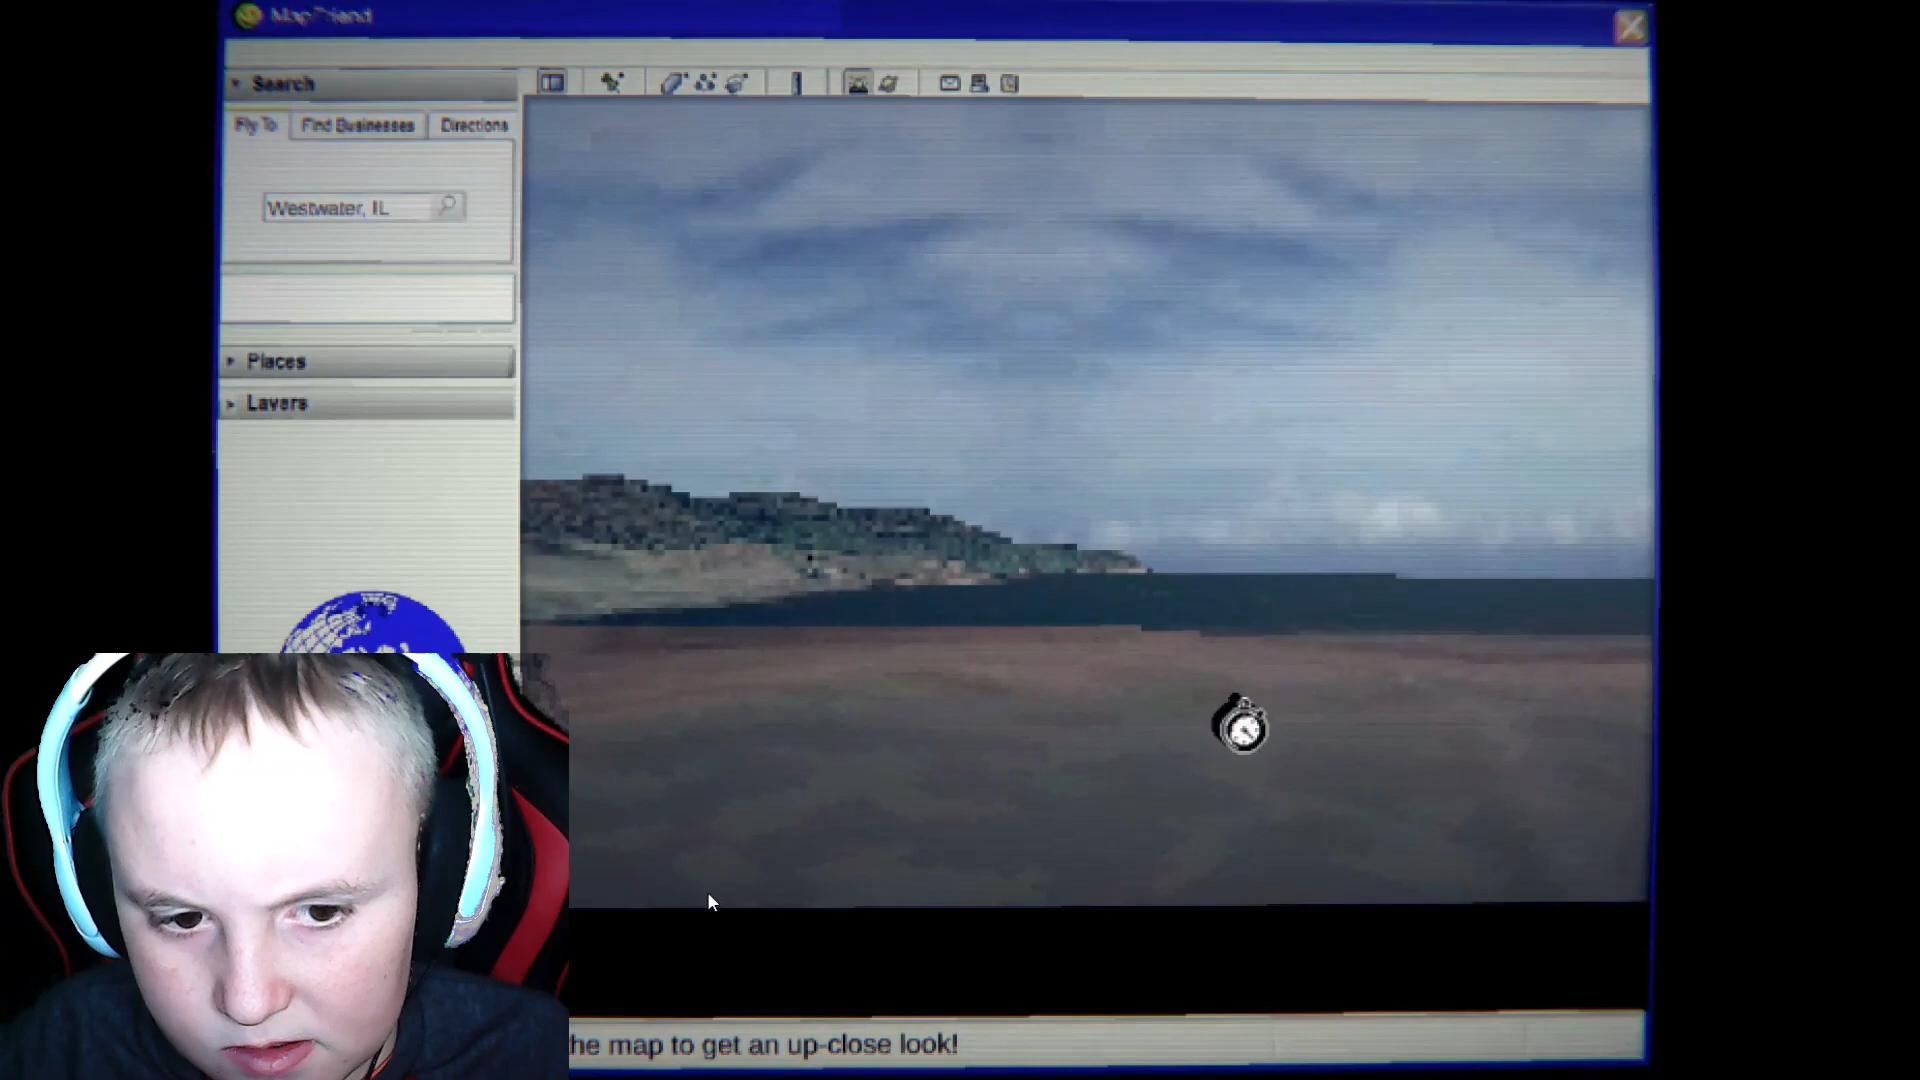 MapFriend
Search
Fly To
Find Businesses
Directions
Westwater, IL
Places
Layers
he map to get an up-close look!